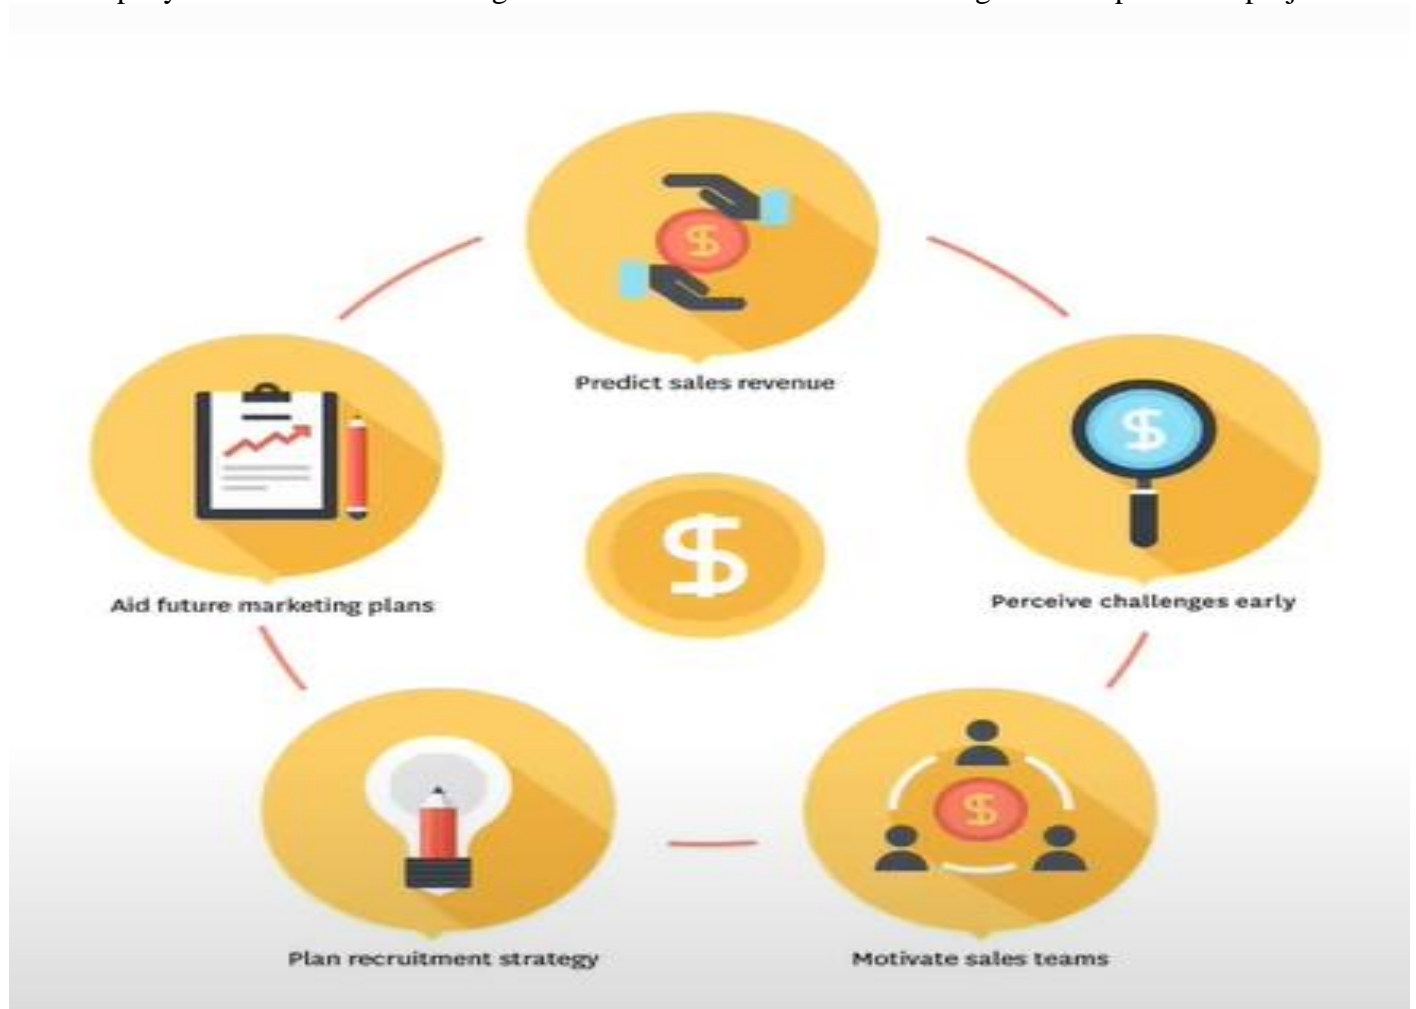 Predict sales revenue
Aid future marketing plans
Perceive challenges early
Plan recruitment strategy
Motivate sales teams